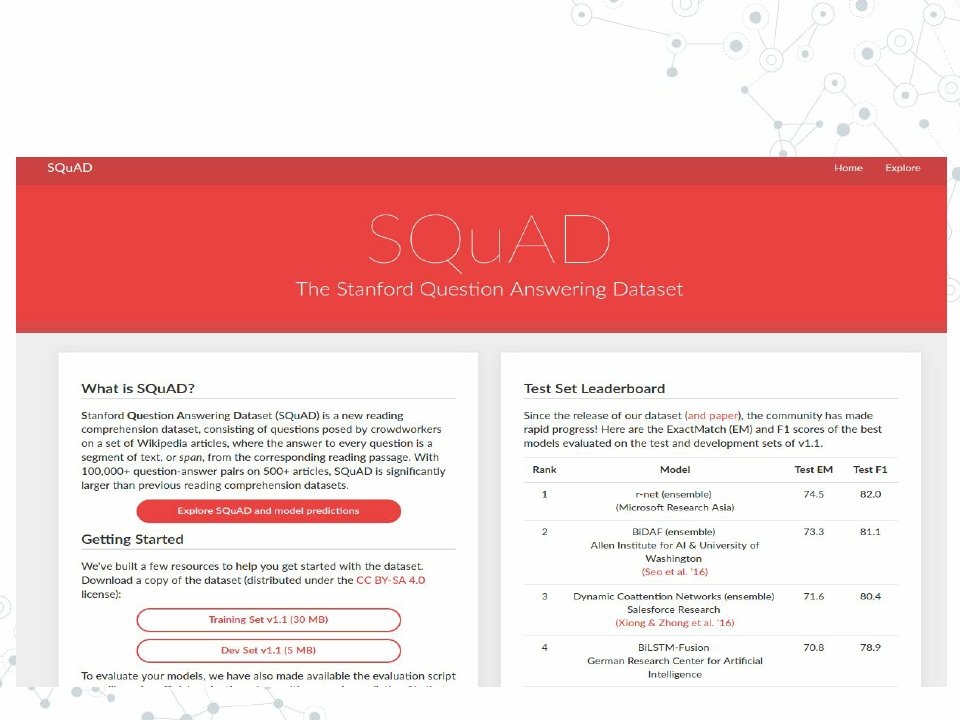 SQuAD
Home Explore
SQuAD
The Stanford Question Answering Dataset
What is SQuAD?
Stanford Question Answering Dataset (SQuAD) is a new reading
comprehension dataset, consisting of questions posed by crowdworkers
on a set of Wikipedia articles, where the answer to every question is a
segment of text, or span, from the corresponding reading passage. With
100,000+ question-answer pairs on 500+ articles, SQuAD is significantly
larger than previous reading comprehension datasets.
Explore SQuAD and model predictions
Getting Started
We've built a few resources to help you get started with the dataset.
Download a copy of the dataset (distributed under the CC BY-SA 4.0
license):
Training Set v1.1 (30 MB)
Dev Set v1.1 (5 MB)
To evaluate your models, we have also made available the evaluation script
Test Set Leaderboard
Since the release of our dataset (and paper), the community has made
rapid progress! Here are the ExactMatch (EM) and F1 scores of the best
models evaluated on the test and development sets of v1.1.
Rank Model Test EM Test F1
1 r-net (ensemble) 74.5 82.0
(Microsoft Research Asia)
2 BiDAF (ensemble) 73.3 81.1
Allen Institute for AI & University of
Washington
(Seo et al. '16)
3 Dynamic Coattention Networks (ensemble) 71.6 80.4
Salesforce Research
(Xiong & Zhong et al. '16)
4 BiLSTM-Fusion 70.8 78.9
German Research Center for Artificial
Intelligence